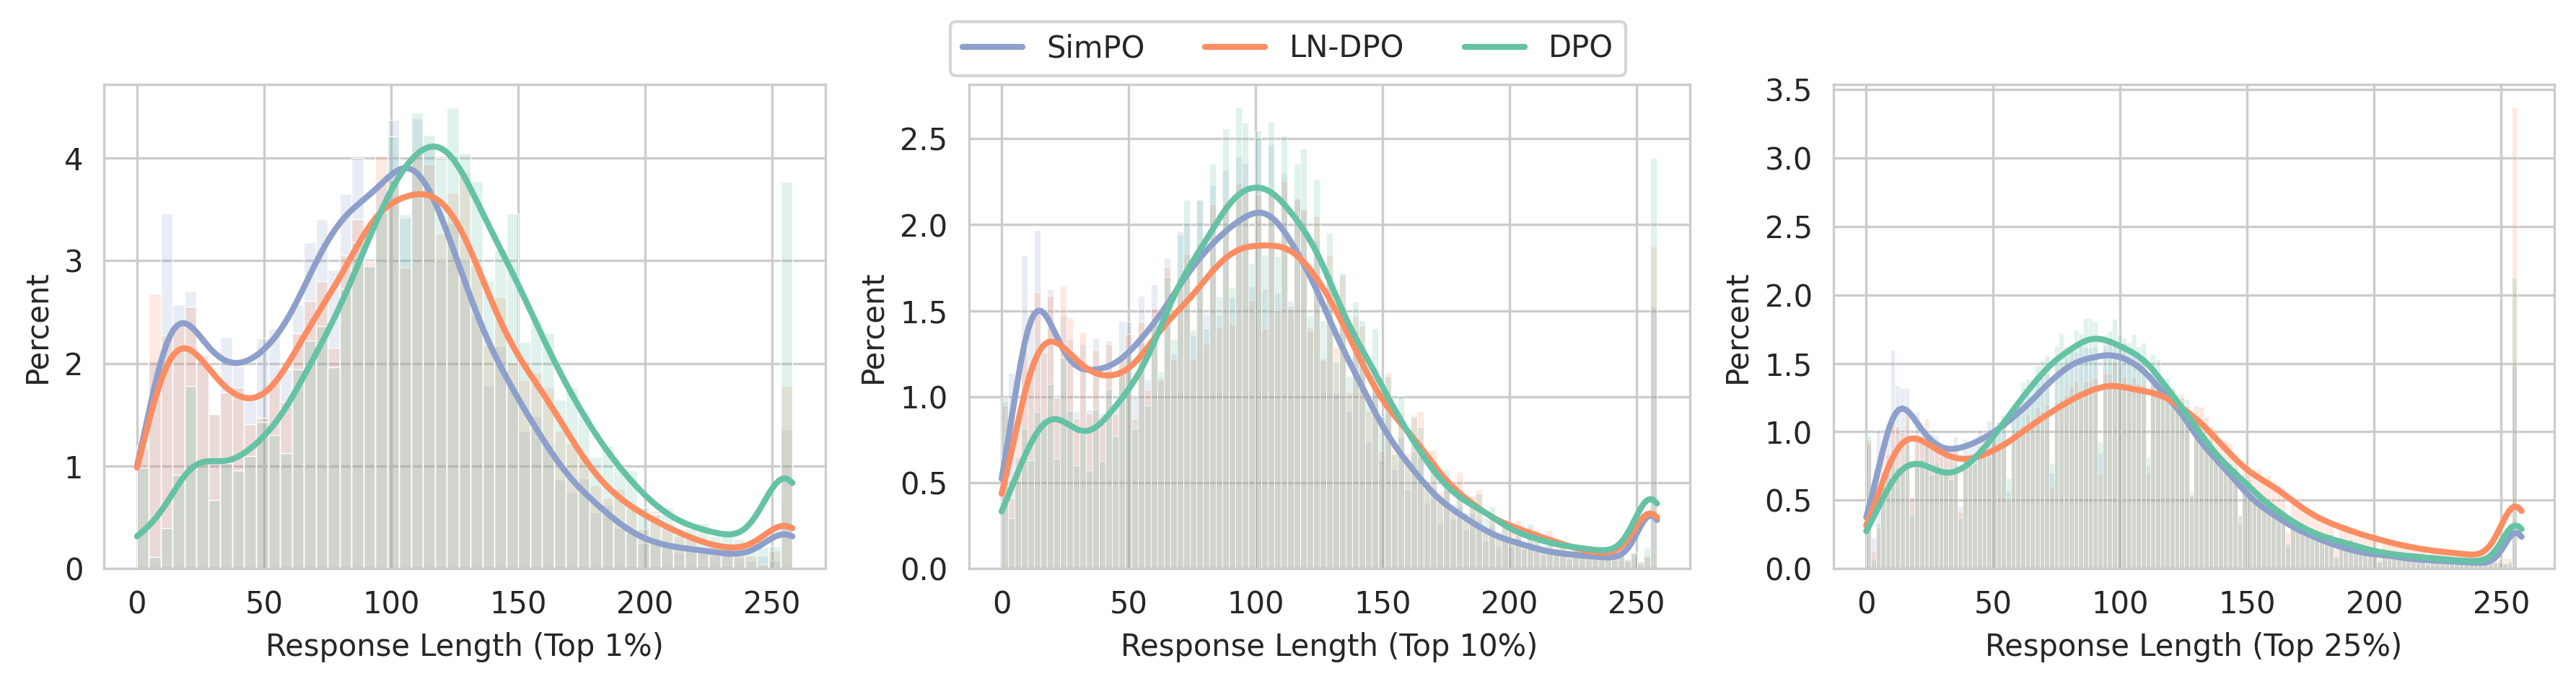 SimPO LN-DPO DPO
Percent
4
3
2
1
0
0 50 100 150 200 250
Response Length (Top 1%)
Percent
2.5
2.0
1.5
1.0
0.5
0.0
0 50 100 150 200 250
Response Length (Top 10%)
Percent
3.5
3.0
2.5
2.0
1.5
1.0
0.5
0.0
0 50 100 150 200 250
Response Length (Top 25%)